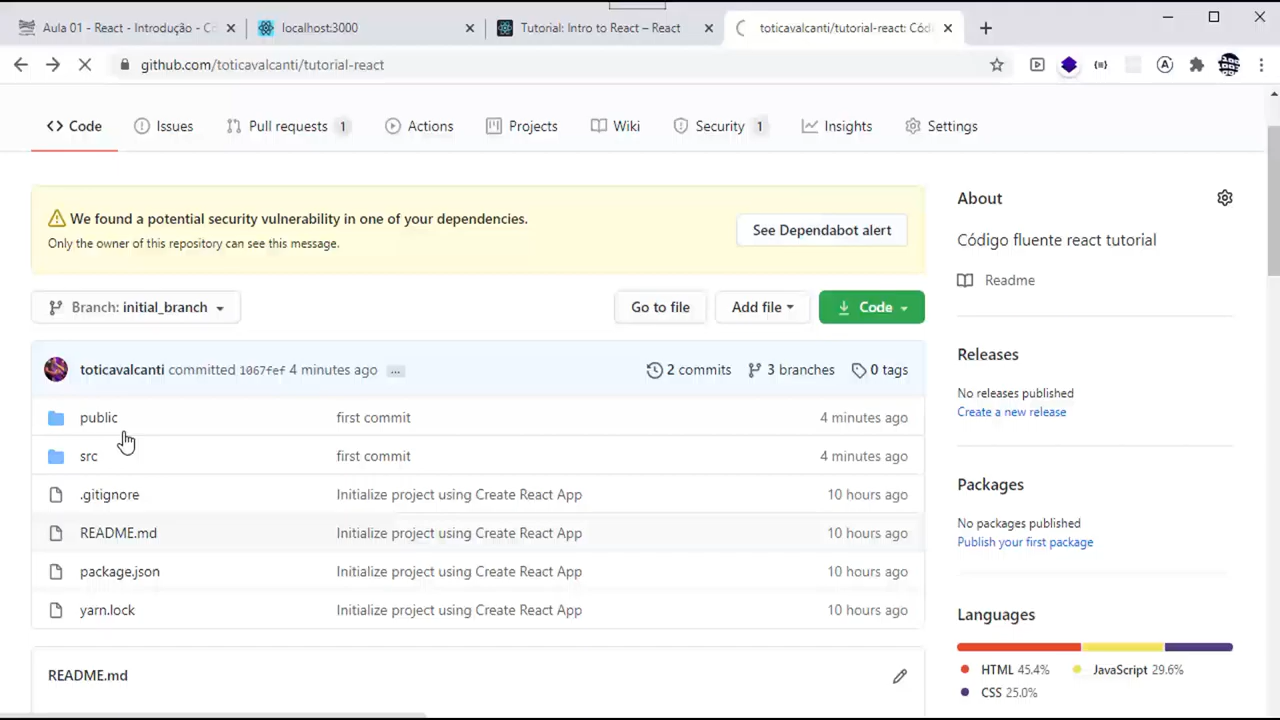 Aula 01 - React - Introdução - C
localhost:3000
Tutorial: Intro to React – React
toticavalcanti/tutorial-react: Códi
github.com/toticavalcanti/tutorial-react
<> Code
Issues
Pull requests 1
Actions
Projects
Wiki
Security 1
Insights
Settings
We found a potential security vulnerability in one of your dependencies.
Only the owner of this repository can see this message.
See Dependabot alert
About
Código fluente react tutorial
Readme
Branch: initial_branch
Go to file
Add file
Code
toticavalcanti committed 1067fef 4 minutes ago ...
2 commits
3 branches
0 tags
public first commit 4 minutes ago
src first commit 4 minutes ago
.gitignore Initialize project using Create React App 10 hours ago
README.md Initialize project using Create React App 10 hours ago
package.json Initialize project using Create React App 10 hours ago
yarn.lock Initialize project using Create React App 10 hours ago
README.md
Releases
No releases published
Create a new release
Packages
No packages published
Publish your first package
Languages
HTML 45.4%
JavaScript 29.6%
CSS 25.0%